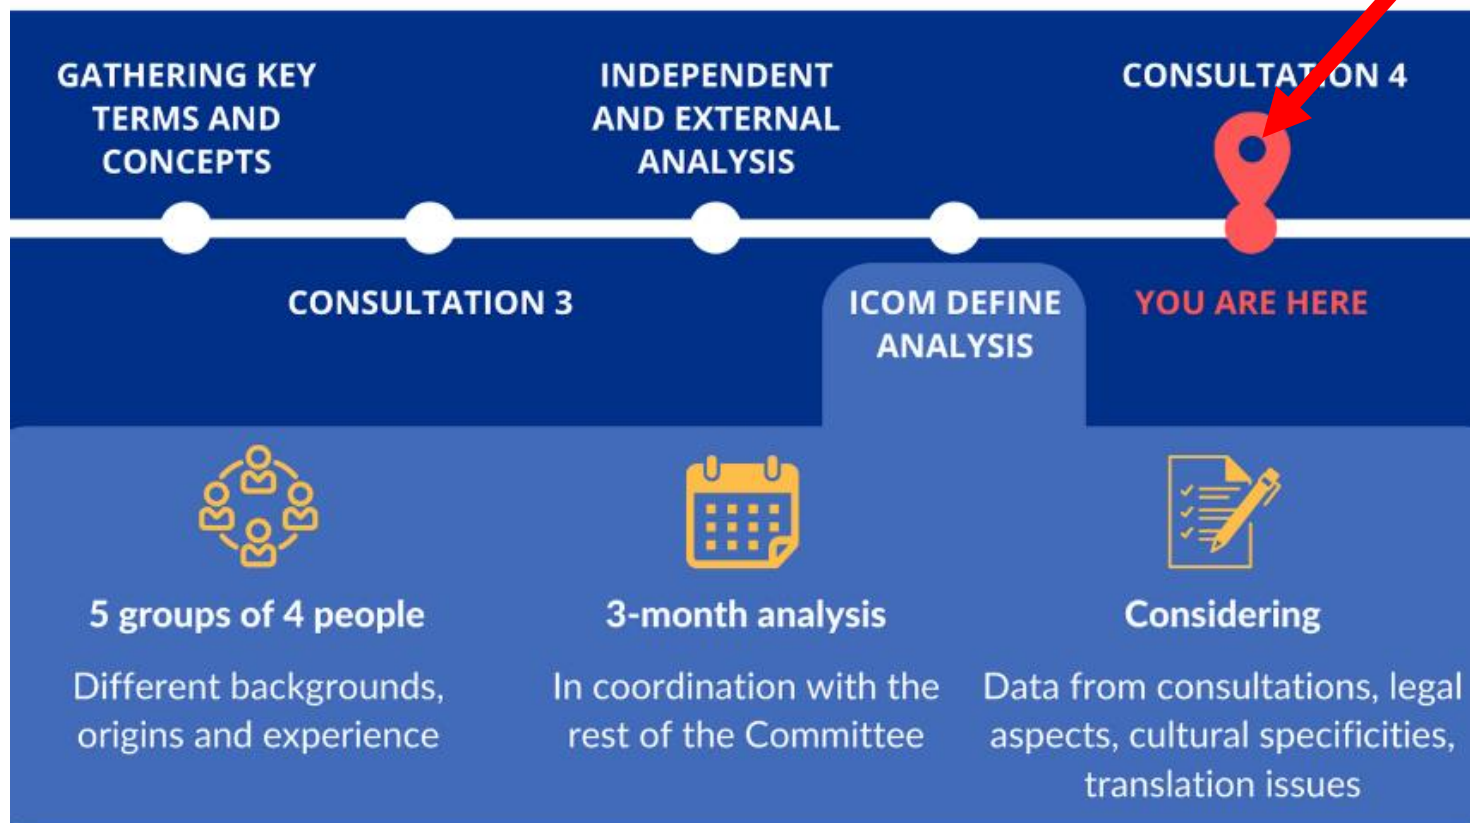 GATHERING KEY
TERMS AND
CONCEPTS
CONSULTATION 3
INDEPENDENT
AND EXTERNAL
ANALYSIS
ICOM DEFINE
ANALYSIS
CONSULTATION 4
YOU ARE HERE
5 groups of 4 people
Different backgrounds,
origins and experience
3-month analysis
In coordination with the
rest of the Committee
Considering
Data from consultations, legal
aspects, cultural specificities,
translation issues